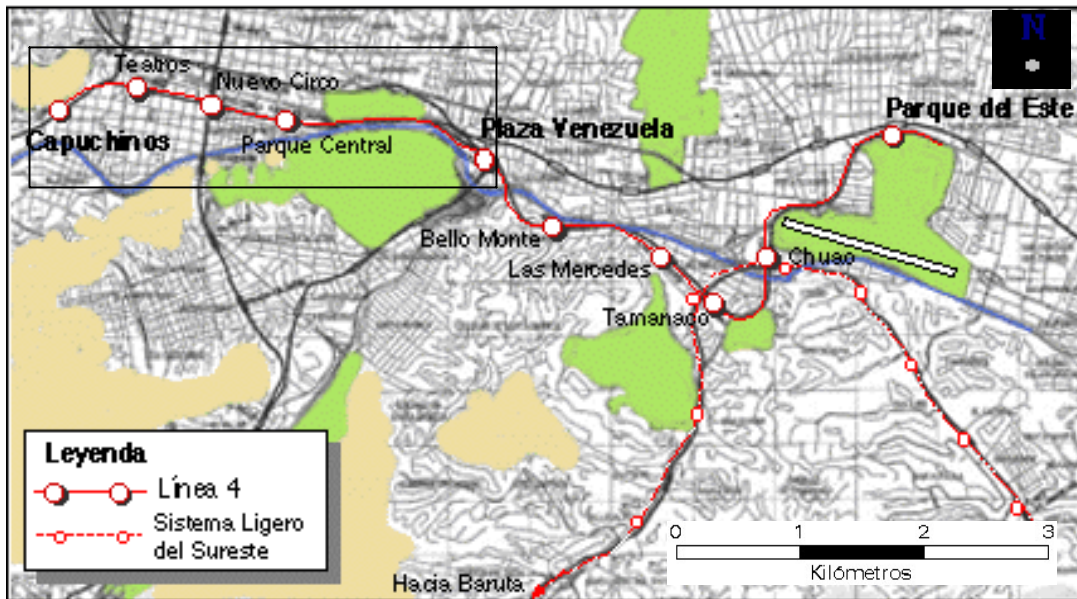 N
Teatros
Nuevo Circo
Capuchinos
Parque Central
Plaza Venezuela
Parque del Este
Bello Monte
Las Mercedes
Chuao
Tamanaco
Leyenda
Línea 4
Sistema Ligero
del Sureste
Hacia Baruta
0 1 2 3
Kilómetros